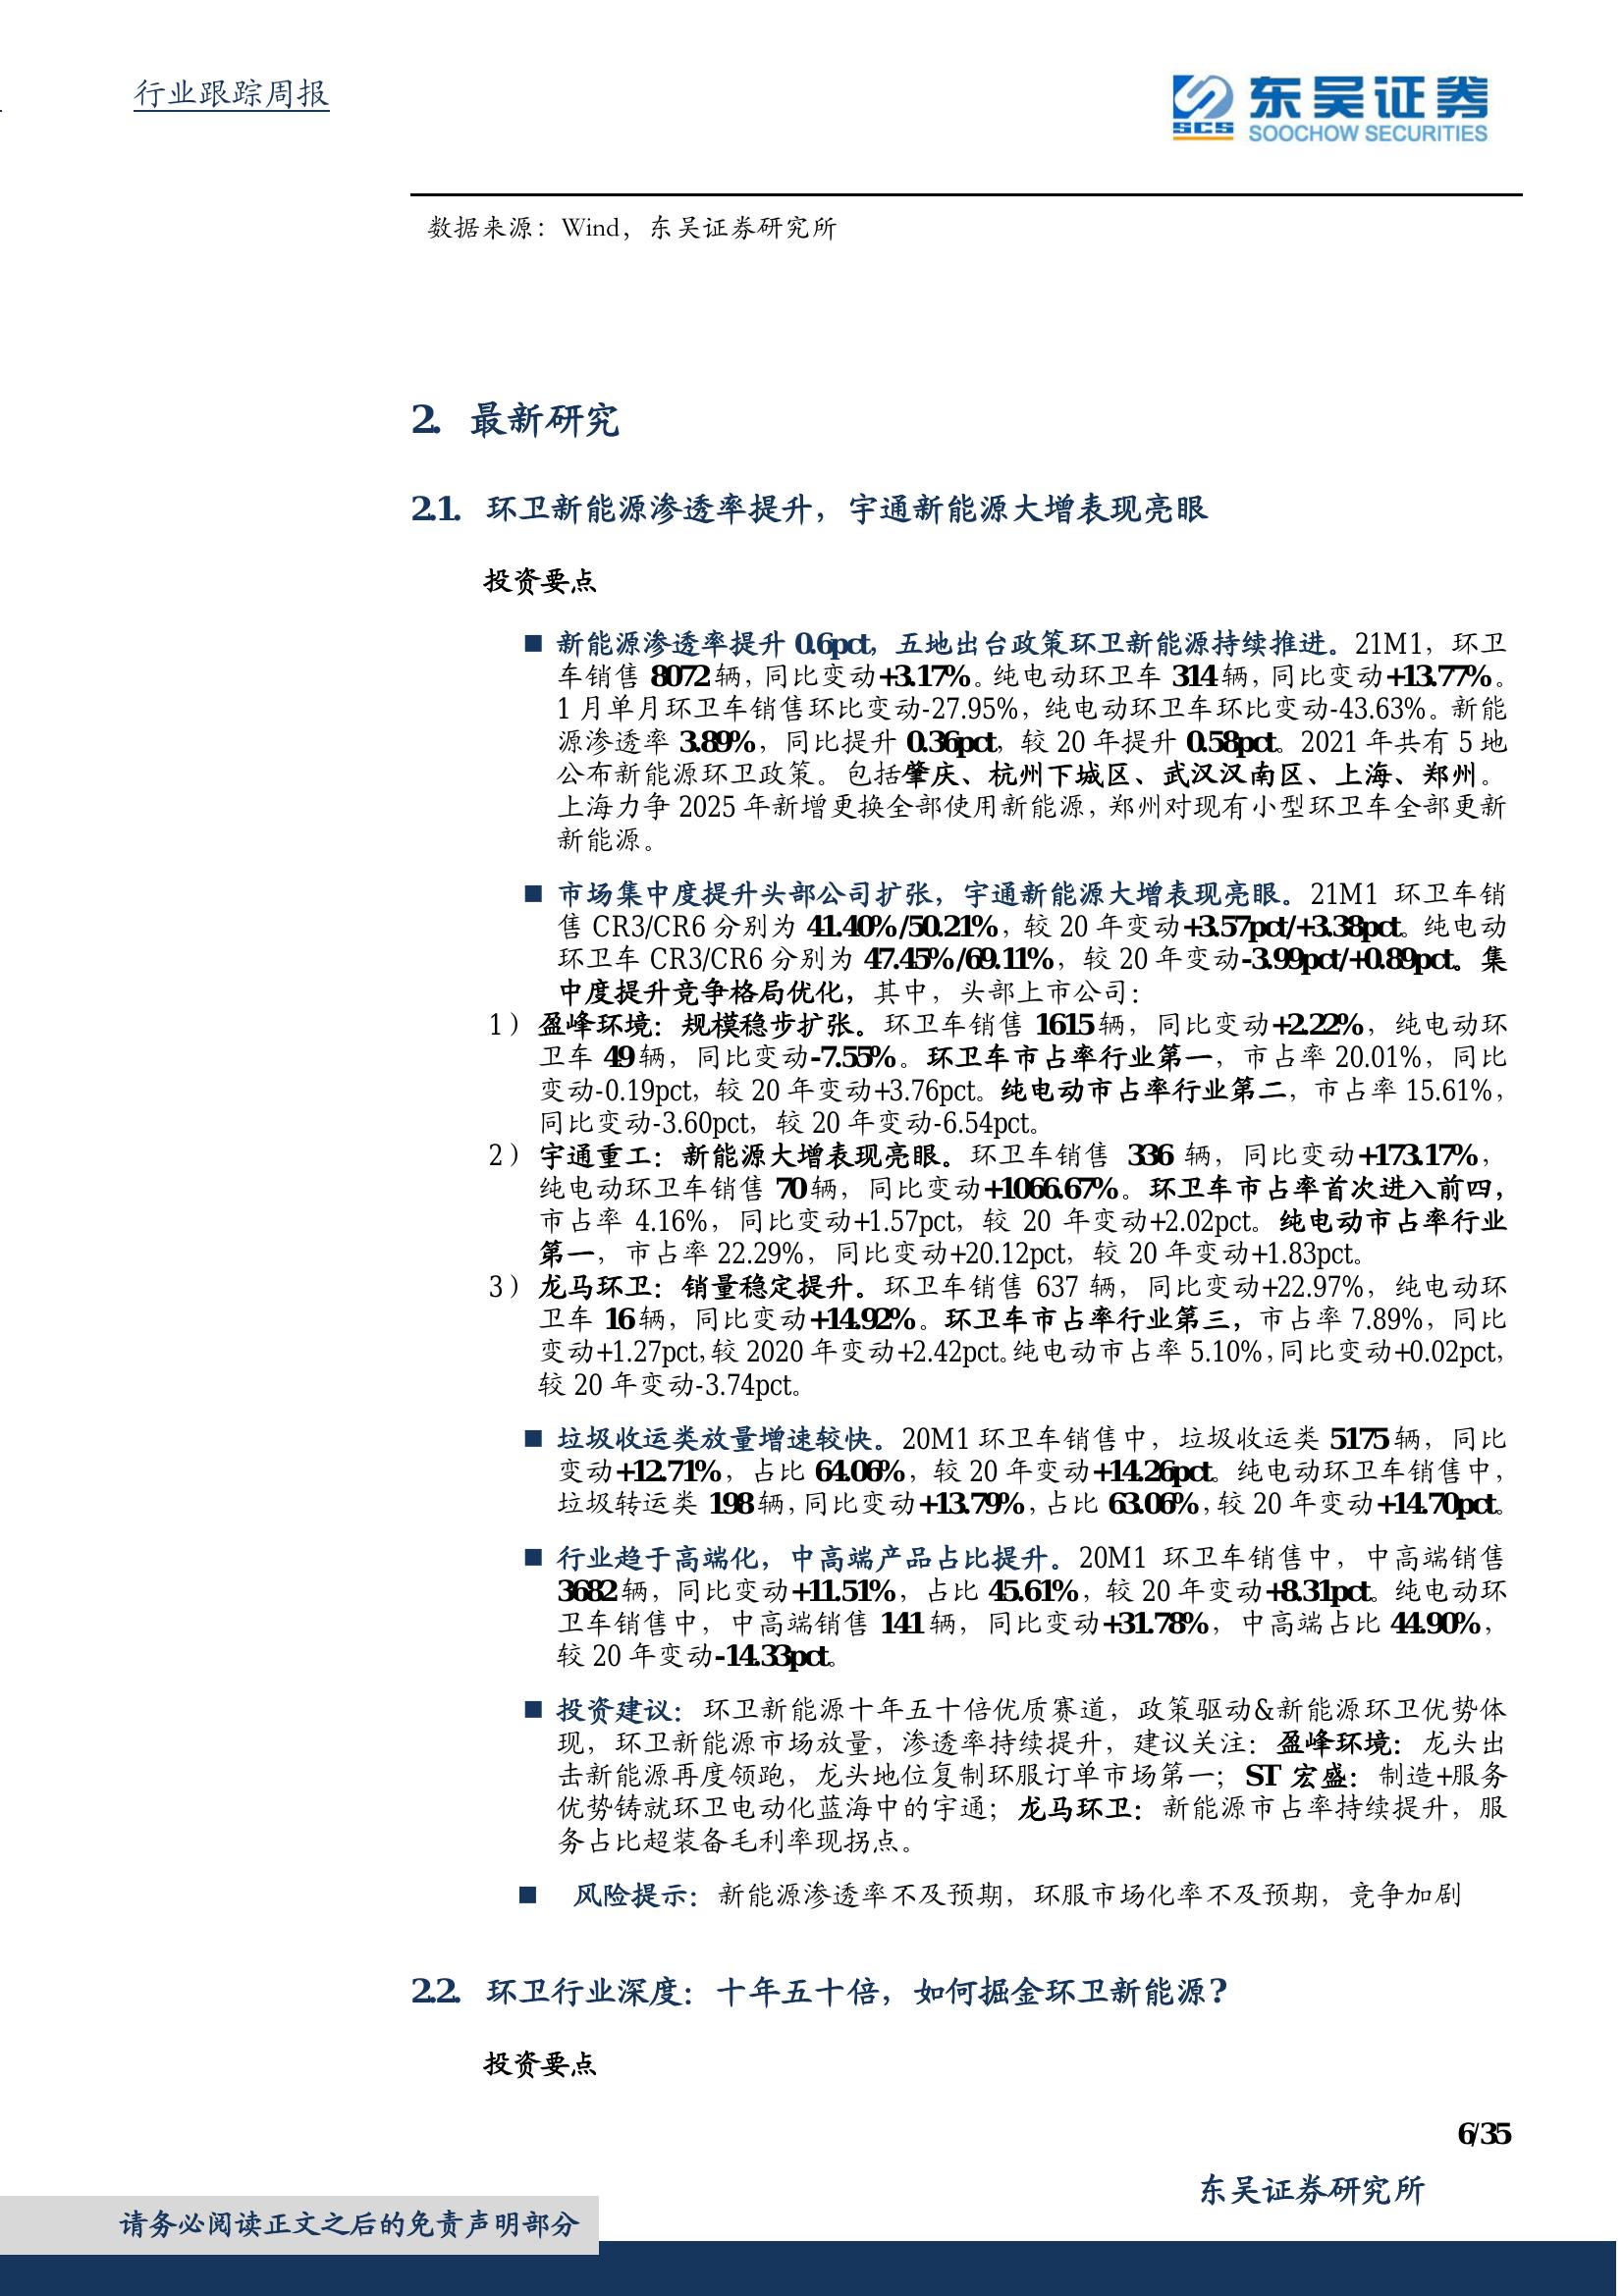 行业跟踪周报
SCS
东吴证券
SOOCHOW SECURITIES
数据来源：Wind，东吴证券研究所
2. 最新研究
2.1. 环卫新能源渗透率提升，宇通新能源大增表现亮眼
投资要点
■ 新能源渗透率提升 0.6pct，五地出台政策环卫新能源持续推进。21M1，环卫
车销售 8072 辆，同比变动+3.17%。纯电动环卫车 314 辆，同比变动+13.77%。
1 月单月环卫车销售环比变动-27.95%，纯电动环卫车环比变动-43.63%。新能
源渗透率 3.89%，同比提升 0.36pct，较 20 年提升 0.58pct。2021 年共有 5 地
公布新能源环卫政策。包括肇庆、杭州下城区、武汉汉南区、上海、郑州。
上海力争 2025 年新增更换全部使用新能源，郑州对现有小型环卫车全部更新
新能源。
■ 市场集中度提升头部公司扩张，宇通新能源大增表现亮眼。21M1 环卫车销
售 CR3/CR6 分别为 41.40%/50.21%，较 20 年变动+3.57pct/+3.38pct。纯电动
环卫车 CR3/CR6 分别为 47.45%/69.11%，较 20 年变动-3.99pct/+0.89pct。集
中度提升竞争格局优化，其中，头部上市公司：
1） 盈峰环境：规模稳步扩张。环卫车销售 1615 辆，同比变动+2.22%，纯电动环
卫车 49 辆，同比变动-7.55%。环卫车市占率行业第一，市占率 20.01%，同比
变动-0.19pct，较 20 年变动+3.76pct。纯电动市占率行业第二，市占率 15.61%，
同比变动-3.60pct，较 20 年变动-6.54pct。
2） 宇通重工：新能源大增表现亮眼。环卫车销售 336 辆，同比变动+173.17%，
纯电动环卫车销售 70 辆，同比变动+1066.67%。环卫车市占率首次进入前四，
市占率 4.16%，同比变动+1.57pct，较 20 年变动+2.02pct。纯电动市占率行业
第一，市占率 22.29%，同比变动+20.12pct，较 20 年变动+1.83pct。
3） 龙马环卫：销量稳定提升。环卫车销售 637 辆，同比变动+22.97%，纯电动环
卫车 16 辆，同比变动+14.92%。环卫车市占率行业第三，市占率 7.89%，同比
变动+1.27pct，较 2020 年变动+2.42pct。纯电动市占率 5.10%，同比变动+0.02pct，
较 20 年变动-3.74pct。
■ 垃圾收运类放量增速较快。20M1 环卫车销售中，垃圾收运类 5175 辆，同比
变动+12.71%，占比 64.06%，较 20 年变动+14.26pct。纯电动环卫车销售中，
垃圾转运类 198 辆，同比变动+13.79%，占比 63.06%，较 20 年变动+14.70pct。
■ 行业趋于高端化，中高端产品占比提升。20M1 环卫车销售中，中高端销售
3682 辆，同比变动+11.51%，占比 45.61%，较 20 年变动+8.31pct。纯电动环
卫车销售中，中高端销售 141 辆，同比变动+31.78%，中高端占比 44.90%，
较 20 年变动-14.33pct。
■ 投资建议：环卫新能源十年五十倍优质赛道，政策驱动&新能源环卫优势体
现，环卫新能源市场放量，渗透率持续提升，建议关注：盈峰环境：龙头出
击新能源再度领跑，龙头地位复制环服订单市场第一；ST 宏盛：制造+服务
优势铸就环卫电动化蓝海中的宇通；龙马环卫：新能源市占率持续提升，服
务占比超装备毛利率现拐点。
■ 风险提示：新能源渗透率不及预期，环服市场化率不及预期，竞争加剧
2.2. 环卫行业深度：十年五十倍，如何掘金环卫新能源？
投资要点
6/35
东吴证券研究所
请务必阅读正文之后的免责声明部分